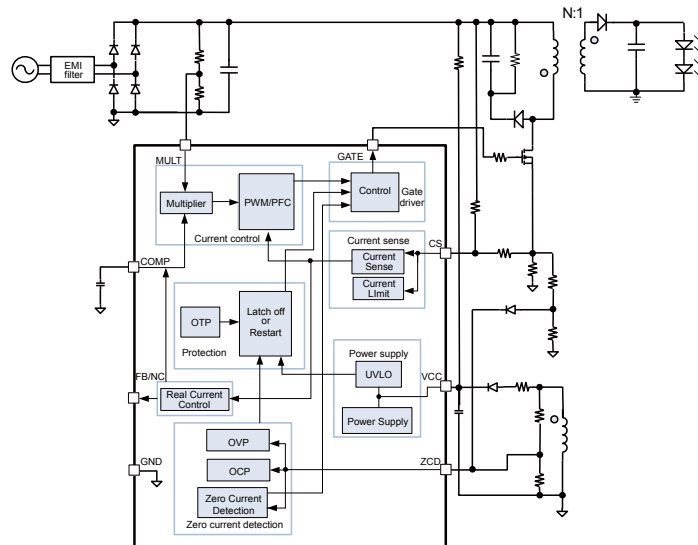 N:1
EMI
filter
MULT
GATE
Multiplier
PWM/PFC
Control
Gate
driver
Current control
Current sense
CS
COMP
Current
Sense
Current
LImit
OTP
Latch off
or
Restart
Protection
Power supply
UVLO
VCC
FB/NC
Real Current
Control
Power Supply
OVP
GND
OCP
ZCD
Zero Current
Detection
Zero current detection